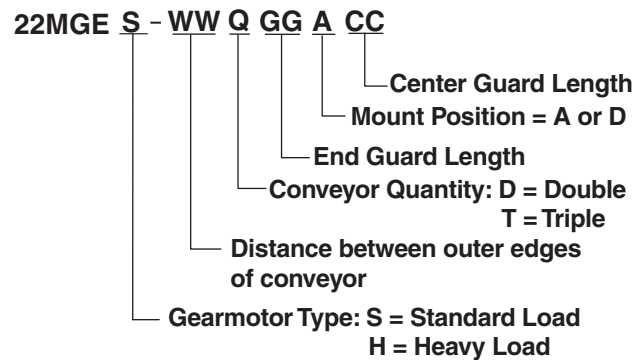 22MGE S - WW Q GG A CC
Center Guard Length
Mount Position = A or D
End Guard Length
Conveyor Quantity: D = Double
T = Triple
Distance between outer edges
of conveyor
Gearmotor Type: S = Standard Load
H = Heavy Load